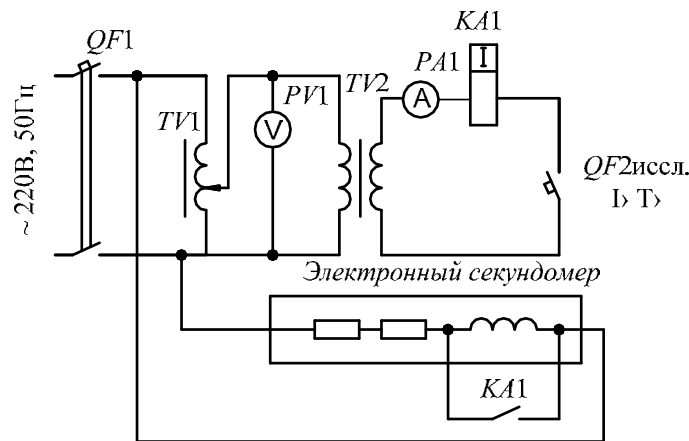 QF1
~ 220В, 50Гц
TV1
PV1
V
TV2
PA1
A
KA1
I
QF2иссл.
I› T›
Электронный секундомер
KA1